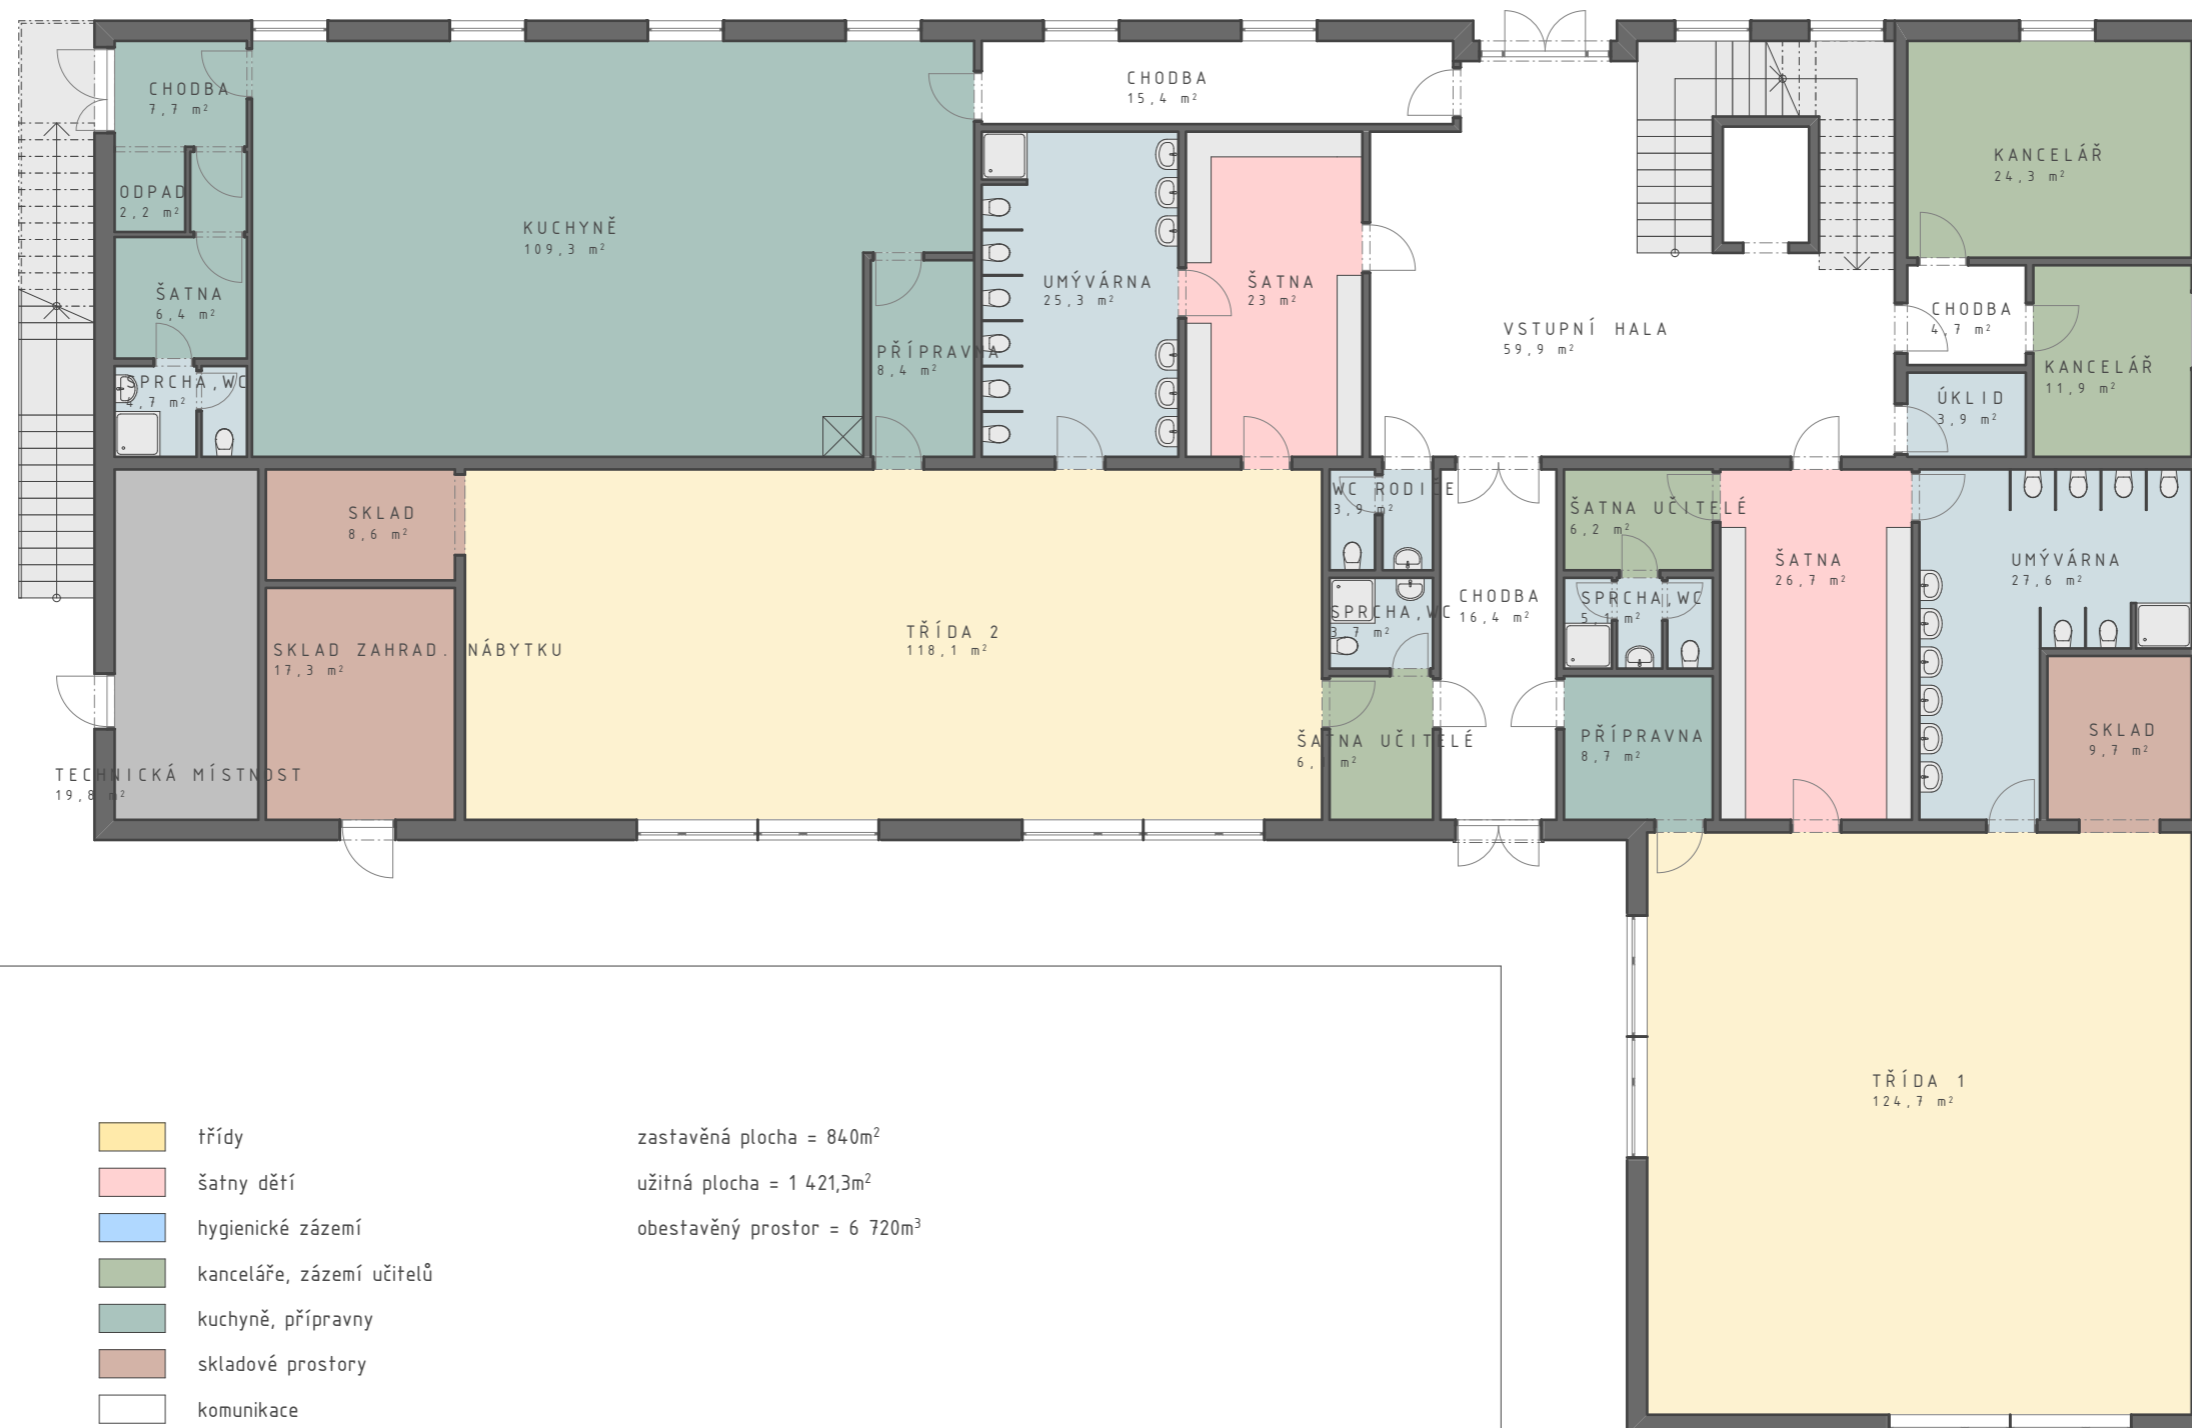 CHODBA
7,7 m²
ODPAD
2,2 m²
ŠATNA
6,4 m²
SPRCHA,WC
4,7 m²
KUCHYNĚ
109,3 m²
PŘÍPRAVNA
8,4 m²
CHODBA
15,4 m²
UMÝVÁRNA
25,3 m²
ŠATNA
23 m²
VSTUPNÍ HALA
59,9 m²
KANCELÁŘ
24,3 m²
CHODBA
4,7 m²
KANCELÁŘ
11,9 m²
ÚKLID
3,9 m²
SKLAD
8,6 m²
SKLAD ZAHRAD. NÁBYTKU
17,3 m²
TECHNICKÁ MÍSTNOST
19,8 m²
TŘÍDA 2
118,1 m²
WC RODIČE
3,9 m²
SPRCHA,WC
3,7 m²
ŠATNA UČITELÉ
6,1 m²
CHODBA
16,4 m²
ŠATNA UČITELÉ
6,2 m²
SPRCHA,WC
5,1 m²
PŘÍPRAVNA
8,7 m²
ŠATNA
26,7 m²
UMÝVÁRNA
27,6 m²
SKLAD
9,7 m²
TŘÍDA 1
124,7 m²
třídy
šatny dětí
hygienické zázemí
kanceláře, zázemí učitelů
kuchyně, přípravny
skladové prostory
komunikace
zastavěná plocha = 840m²
užitná plocha = 1 421,3m²
obestavěný prostor = 6 720m³